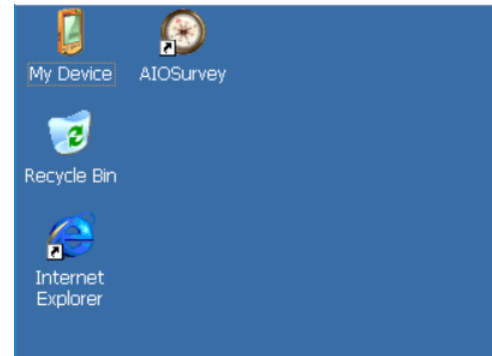 My Device
AIOSurvey
Recycle Bin
Internet
Explorer